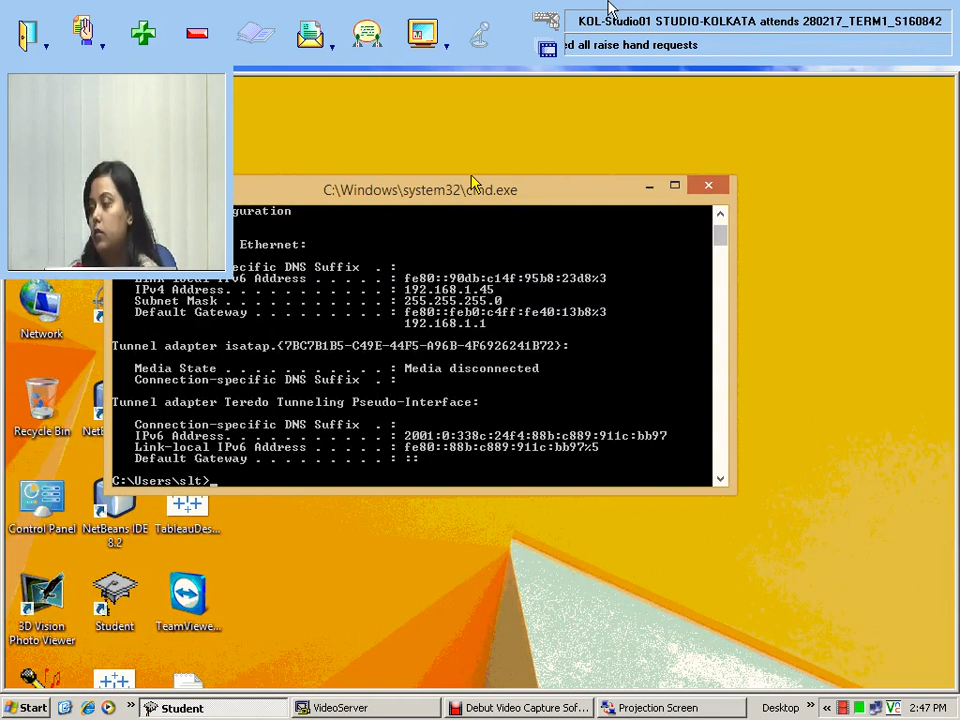 KOL-Studio01 STUDIO-KOLKATA attends 280217_TERM1_S160842
ed all raise hand requests
C:\Windows\system32\cmd.exe
guration
Ethernet:
ecific DNS Suffix . :
Link-local IPv6 Address . . . . . : fe80::90db:c14f:95b8:23d8%3
IPv4 Address. . . . . . . . . . . : 192.168.1.45
Subnet Mask . . . . . . . . . . . : 255.255.255.0
Default Gateway . . . . . . . . . : fe80::feb0:c4ff:fe40:13b8%3
192.168.1.1
Tunnel adapter isatap.{7BC7B1B5-C49E-44F5-A96B-4F6926241B72}:
Media State . . . . . . . . . . . : Media disconnected
Connection-specific DNS Suffix . :
Tunnel adapter Teredo Tunneling Pseudo-Interface:
Connection-specific DNS Suffix . :
IPv6 Address. . . . . . . . . . . : 2001:0:338c:24f4:88b:c889:911c:bb97
Link-local IPv6 Address . . . . . : fe80::88b:c889:911c:bb97%5
Default Gateway . . . . . . . . . : ::
C:\Users\slt>_
Network
Recycle Bin
NetB
Control Panel
NetBeans IDE 8.2
TableauDes...
3D Vision Photo Viewer
Student
TeamViewe...
Start
Student
VideoServer
Debut Video Capture Sof...
Projection Screen
Desktop
2:47 PM